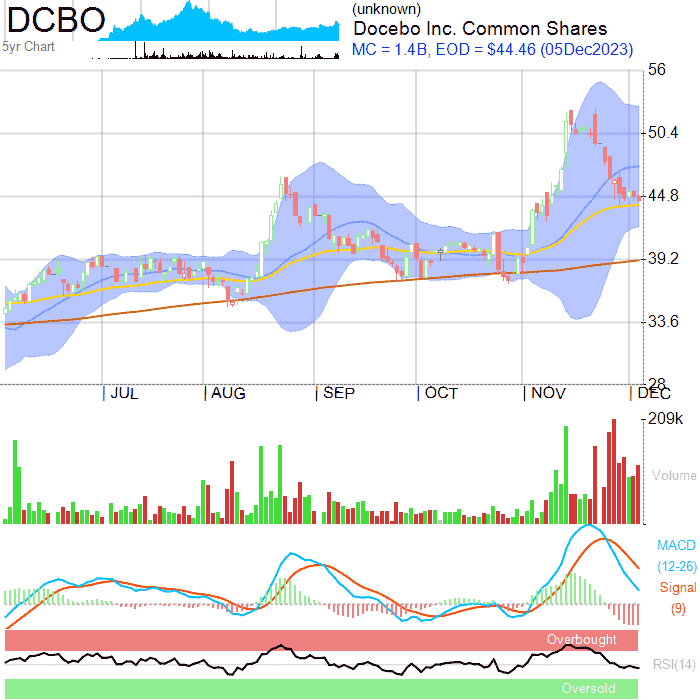 DCBO
5yr Chart
(unknown)
Docebo Inc. Common Shares
MC = 1.4B, EOD = $44.46 (05Dec2023)
56
50.4
44.8
39.2
33.6
28
JUL AUG SEP OCT NOV DEC
209k
Volume
MACD
(12-26)
Signal
(9)
Overbought
RSI(14)
Oversold